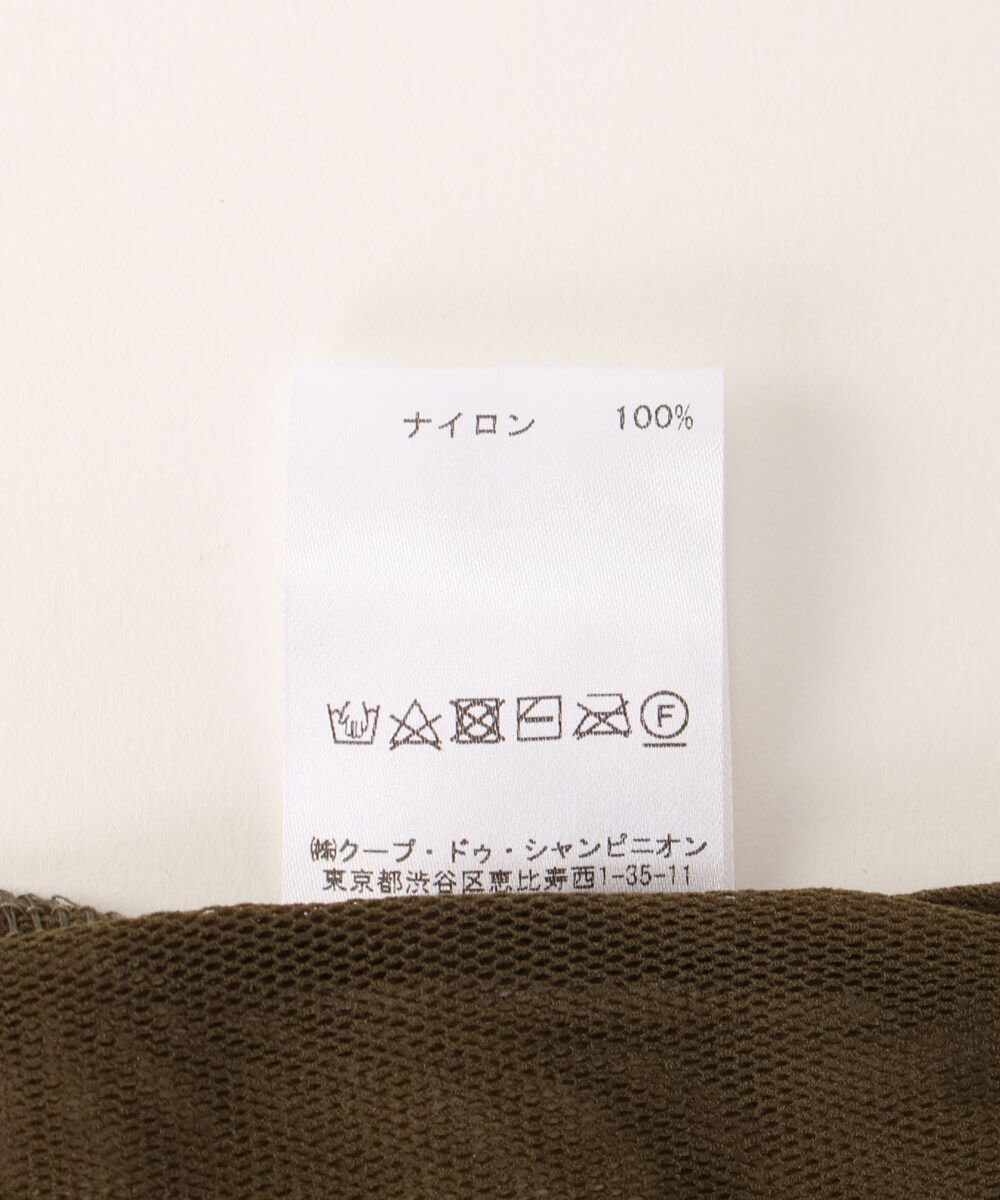 ナイロン 100%
F
㈱クープ・ドゥ・シャンピニオン
東京都渋谷区恵比寿西1-35-11